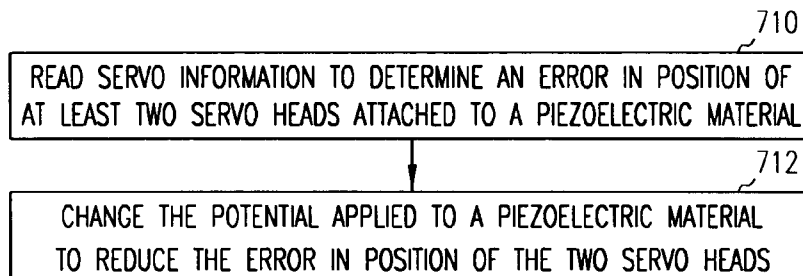 710
READ SERVO INFORMATION TO DETERMINE AN ERROR IN POSITION OF
AT LEAST TWO SERVO HEADS ATTACHED TO A PIEZOELECTRIC MATERIAL
712
CHANGE THE POTENTIAL APPLIED TO A PIEZOELECTRIC MATERIAL
TO REDUCE THE ERROR IN POSITION OF THE TWO SERVO HEADS